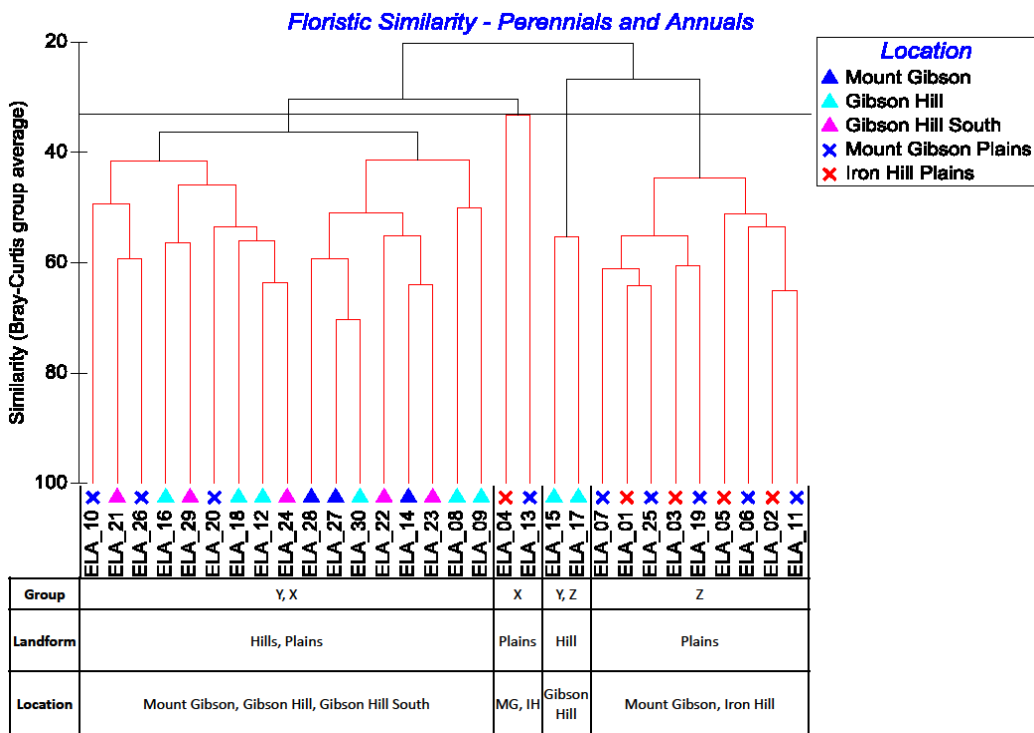 Floristic Similarity - Perennials and Annuals
20
40
60
80
100
Similarity (Bray-Curtis group average)
Location
Mount Gibson
Gibson Hill
Gibson Hill South
Mount Gibson Plains
Iron Hill Plains
ELA_10
ELA_21
ELA_26
ELA_16
ELA_29
ELA_20
ELA_18
ELA_12
ELA_24
ELA_28
ELA_27
ELA_30
ELA_22
ELA_14
ELA_23
ELA_08
ELA_09
ELA_04
ELA_13
ELA_15
ELA_17
ELA_07
ELA_01
ELA_25
ELA_03
ELA_19
ELA_05
ELA_06
ELA_02
ELA_11
Group Y, X X Y, Z Z
Landform Hills, Plains Plains Hill Plains
Location Mount Gibson, Gibson Hill, Gibson Hill South MG, IH Gibson Hill Mount Gibson, Iron Hill